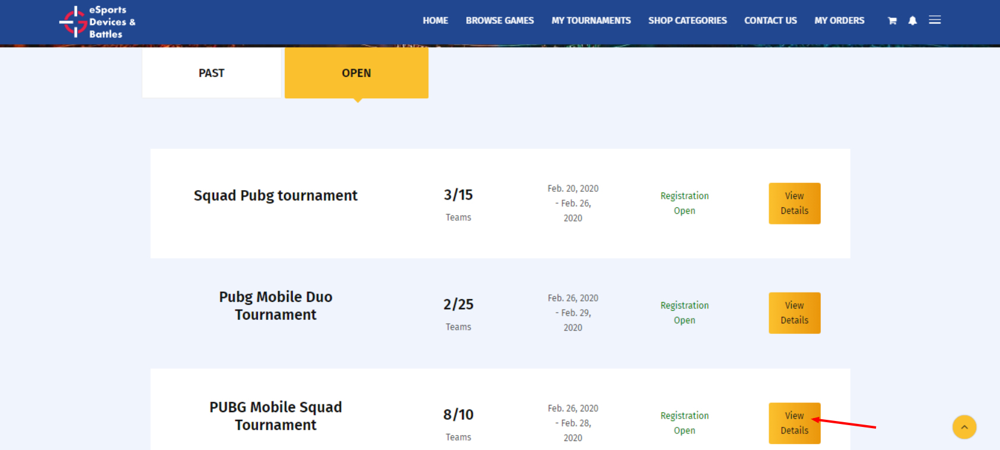 eSports
Devices &
Battles
HOME BROWSE GAMES MY TOURNAMENTS SHOP CATEGORIES CONTACT US MY ORDERS
PAST OPEN
Squad Pubg tournament
3/15
Teams
Feb. 20, 2020
- Feb. 26,
2020
Registration
Open
View
Details
Pubg Mobile Duo
Tournament
2/25
Teams
Feb. 26, 2020
- Feb. 29,
2020
Registration
Open
View
Details
PUBG Mobile Squad
Tournament
8/10
Teams
Feb. 26, 2020
- Feb. 28,
2020
Registration
Open
View
Details